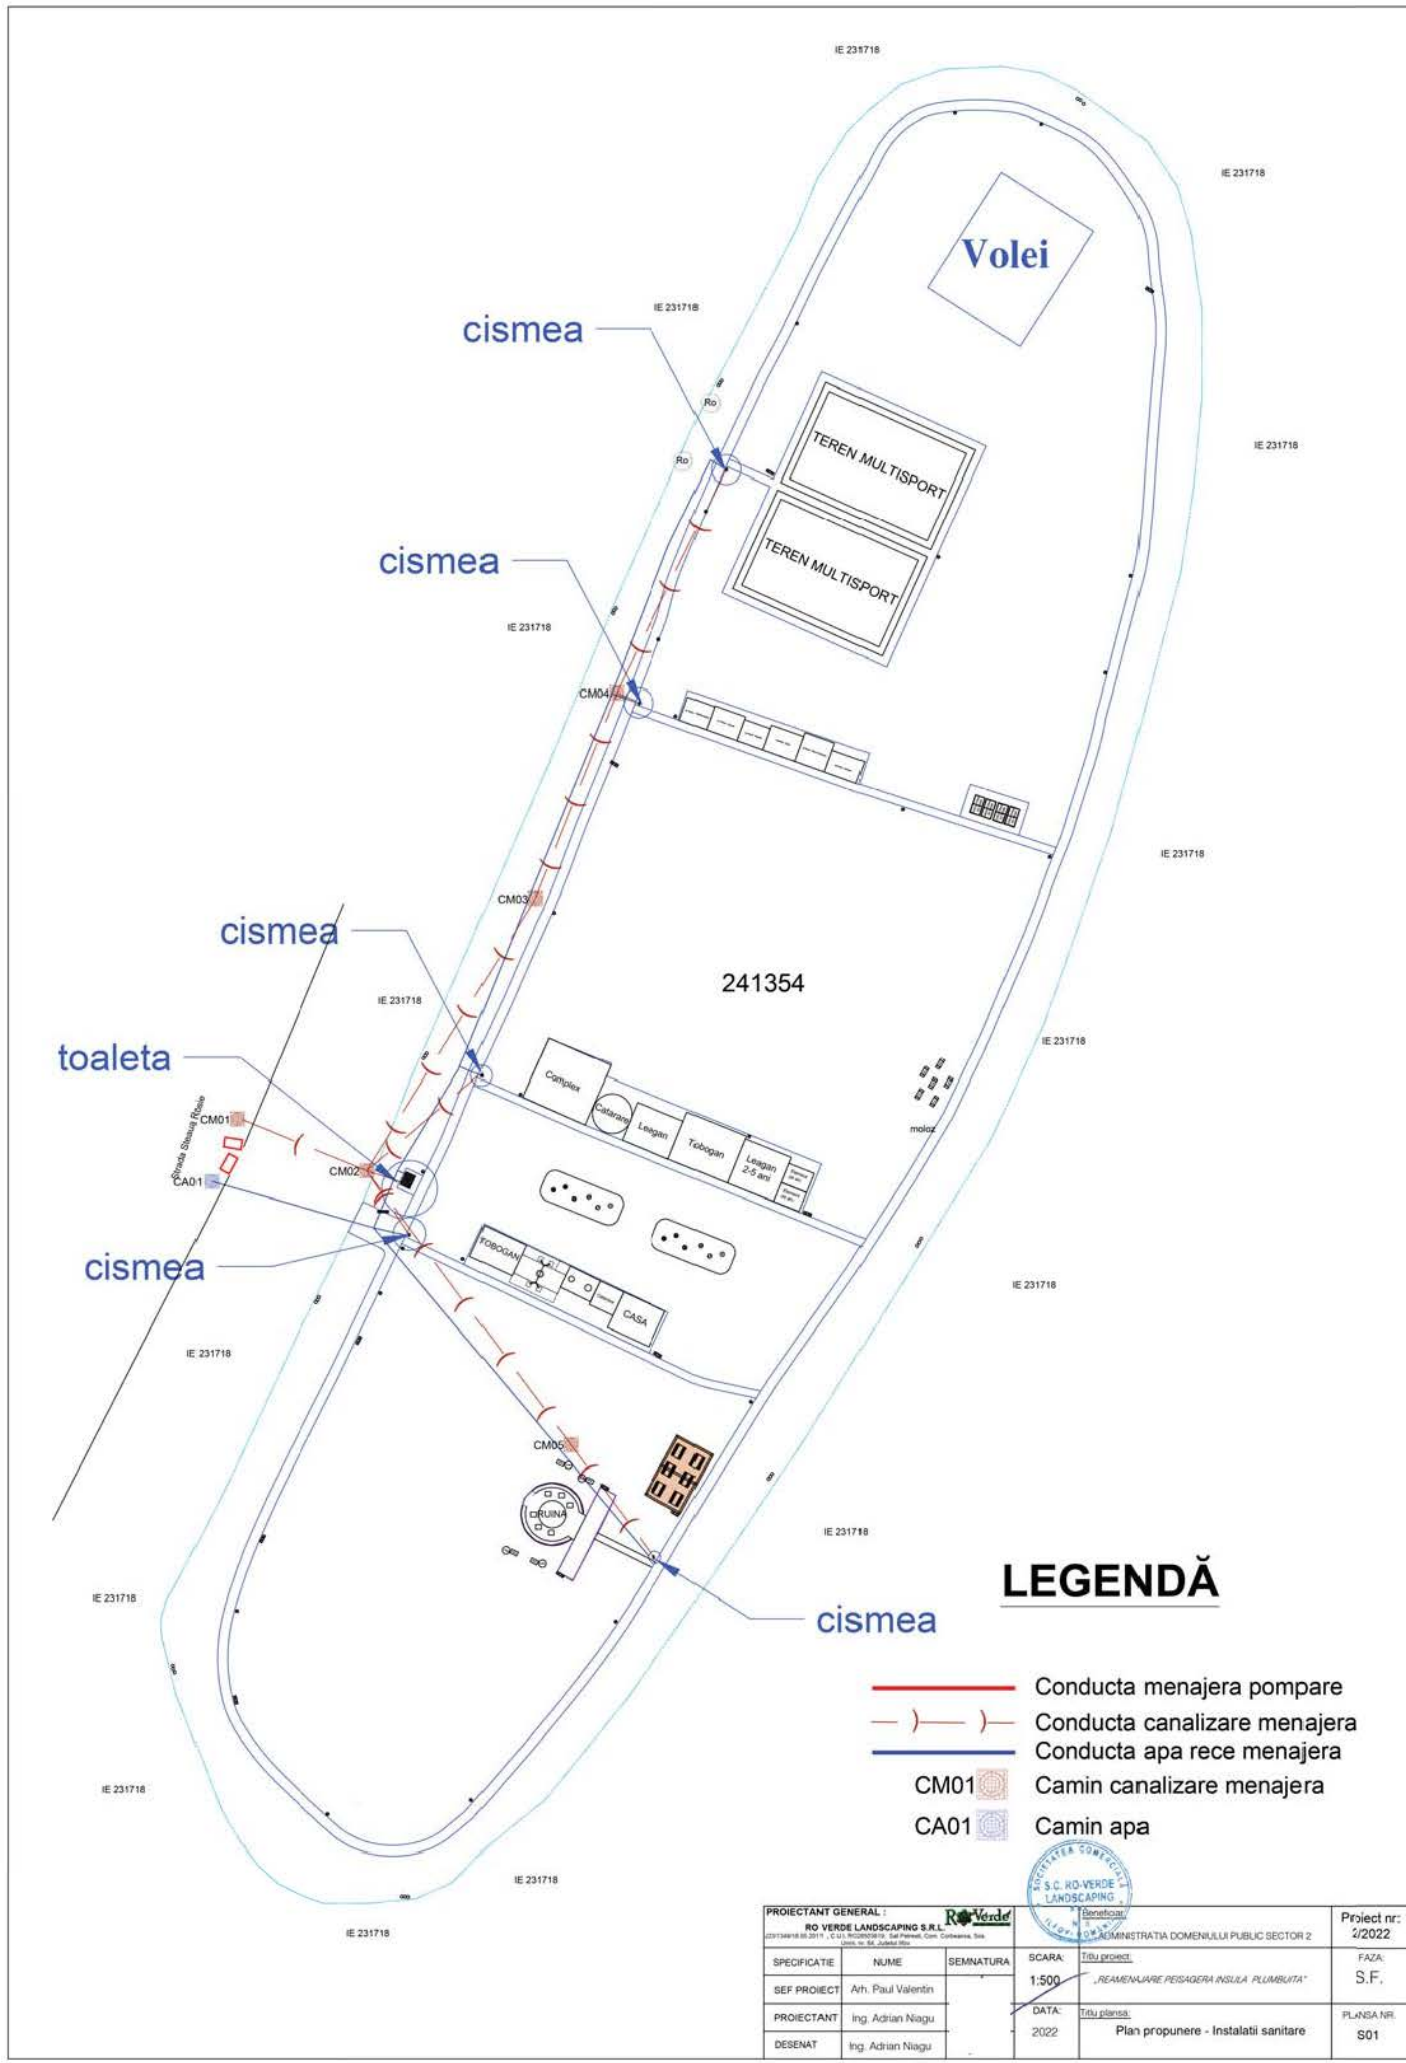 IE 231718
IE 231718
Volei
IE 231718
cismea
Ro
IE 231718
Ro
TEREN MULTISPORT
cismea
TEREN MULTISPORT
IE 231718
CM04
IE 231718
CM03
cismea
241354
IE 231718
IE 231718
toaleta
Complex
Catarare
Leagan
Tobogan
Leagan
2-5 ani
moloz
Strada Steaua Rosie
CM01
CM02
CA01
cismea
TOBOGAN
CASA
IE 231718
IE 231718
CM05
RUINA
IE 231718
IE 231718
cismea
LEGENDĂ
Conducta menajera pompare
Conducta canalizare menajera
Conducta apa rece menajera
CM01 Camin canalizare menajera
CA01 Camin apa
IE 231718
IE 231718
IE 231718
SOCIETATEA COMERCIALA
S.C. RO-VERDE
LANDSCAPING
PROIECTANT GENERAL :
RoVerde
RO VERDE LANDSCAPING S.R.L.
Beneficiar:
ADMINISTRATIA DOMENIULUI PUBLIC SECTOR 2
Proiect nr:
2/2022
SPECIFICATIE NUME SEMNATURA
SCARA:
1:500
Titlu proiect:
„REAMENAJARE PEISAGERA INSULA PLUMBUITA"
FAZA:
S.F.
SEF PROIECT Arh. Paul Valentin
PROIECTANT Ing. Adrian Niagu
DATA:
2022
Titlu plansa:
Plan propunere - Instalatii sanitare
PLANSA NR.
S01
DESENAT Ing. Adrian Niagu